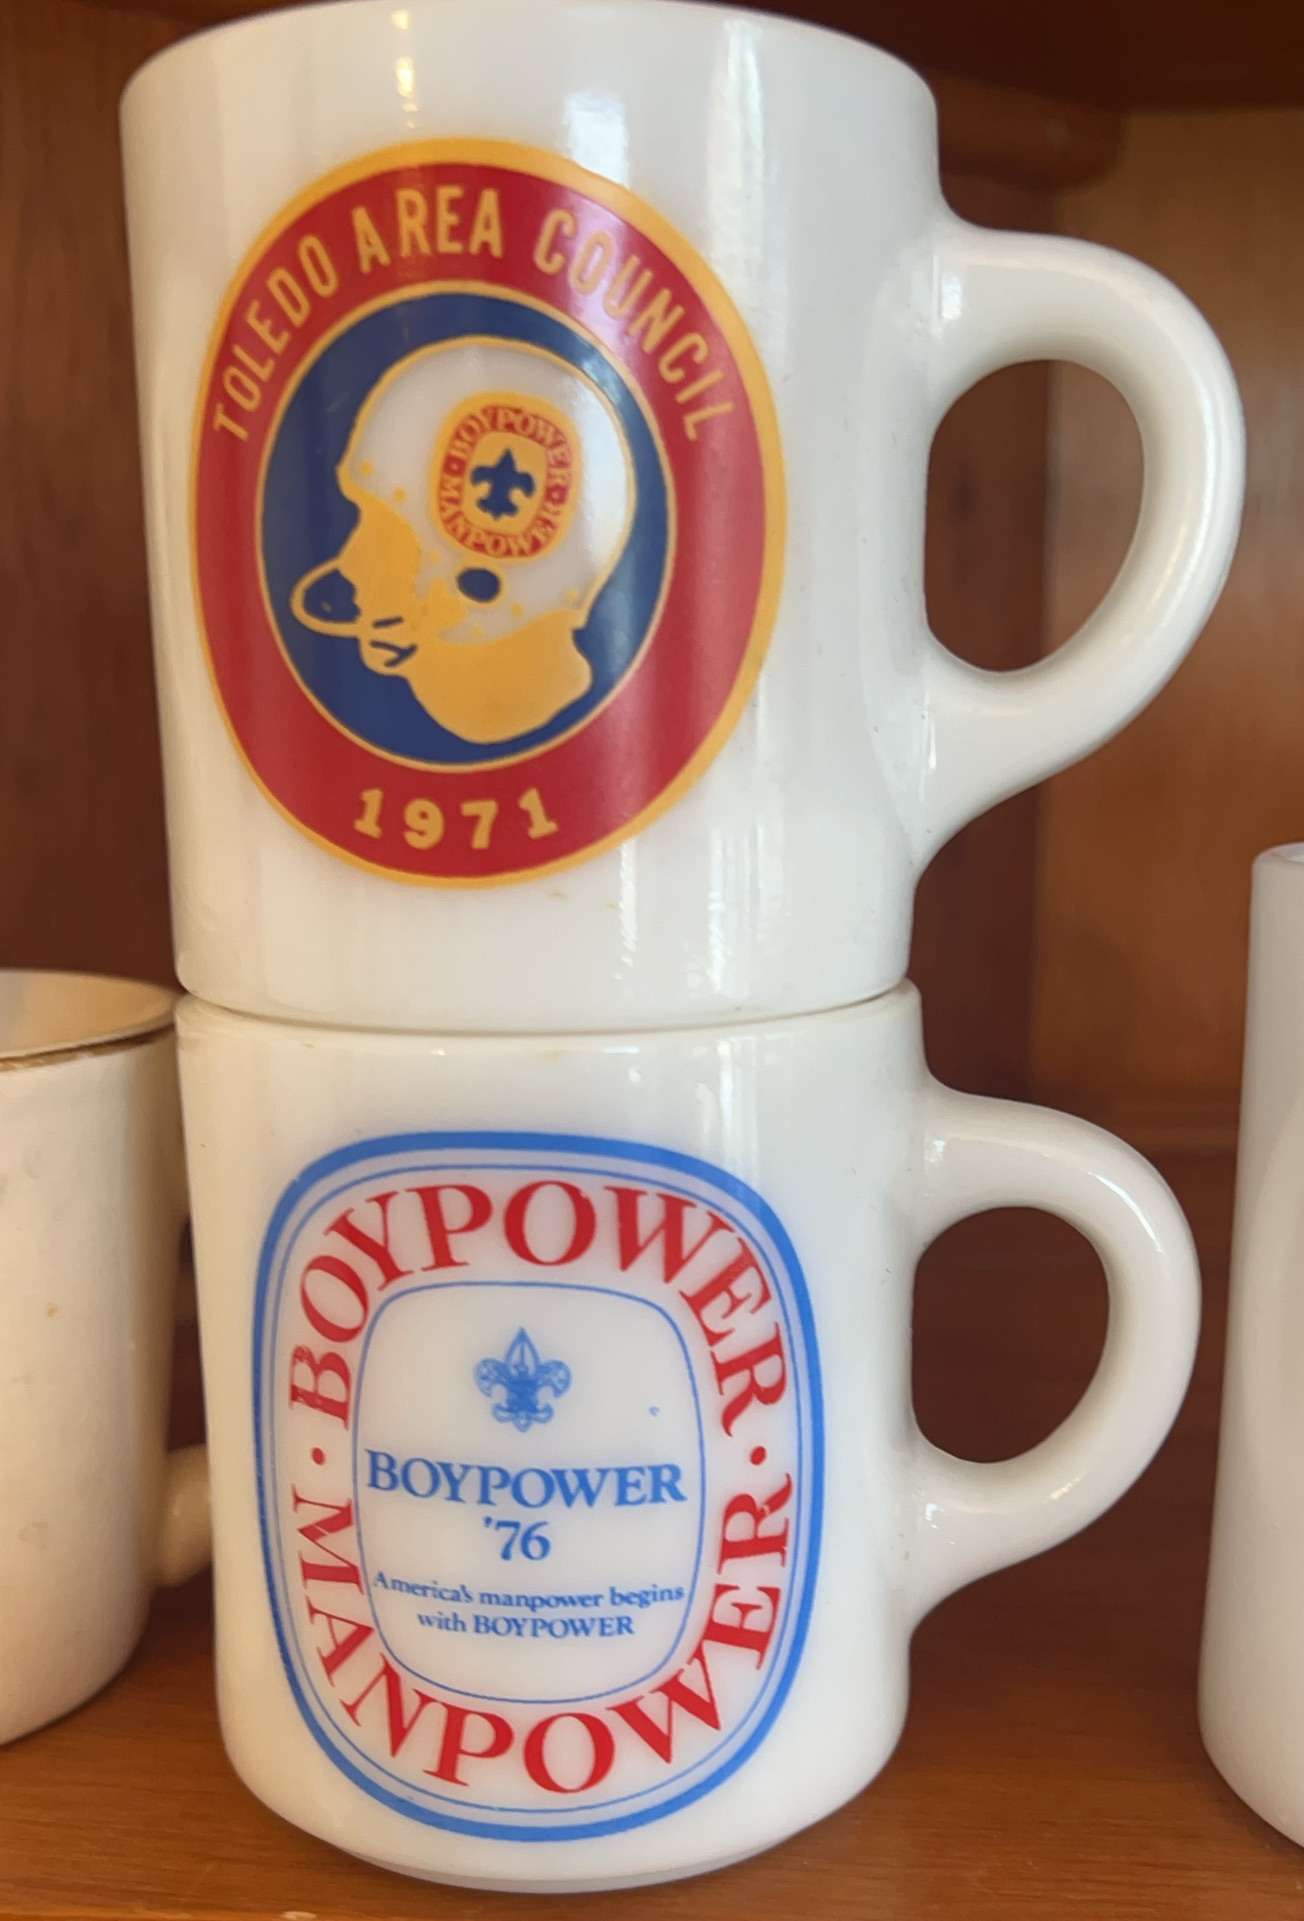 TOLEDO AREA COUNCIL
BOYPOWER · MANPOWER ·
1971
BOYPOWER · MANPOWER ·
BOYPOWER
'76
America's manpower begins
with BOYPOWER